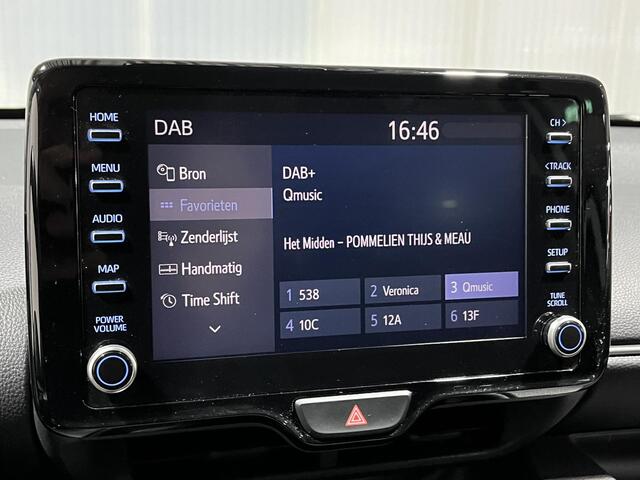 HOME
MENU
AUDIO
MAP
POWER
VOLUME
DAB
16:46
Bron
Favorieten
Zenderlijst
Handmatig
Time Shift
DAB+
Qmusic
Het Midden – POMMELIEN THIJS & MEAU
1 538
2 Veronica
3 Qmusic
4 10C
5 12A
6 13F
CH >
< TRACK
PHONE
SETUP
TUNE
SCROLL